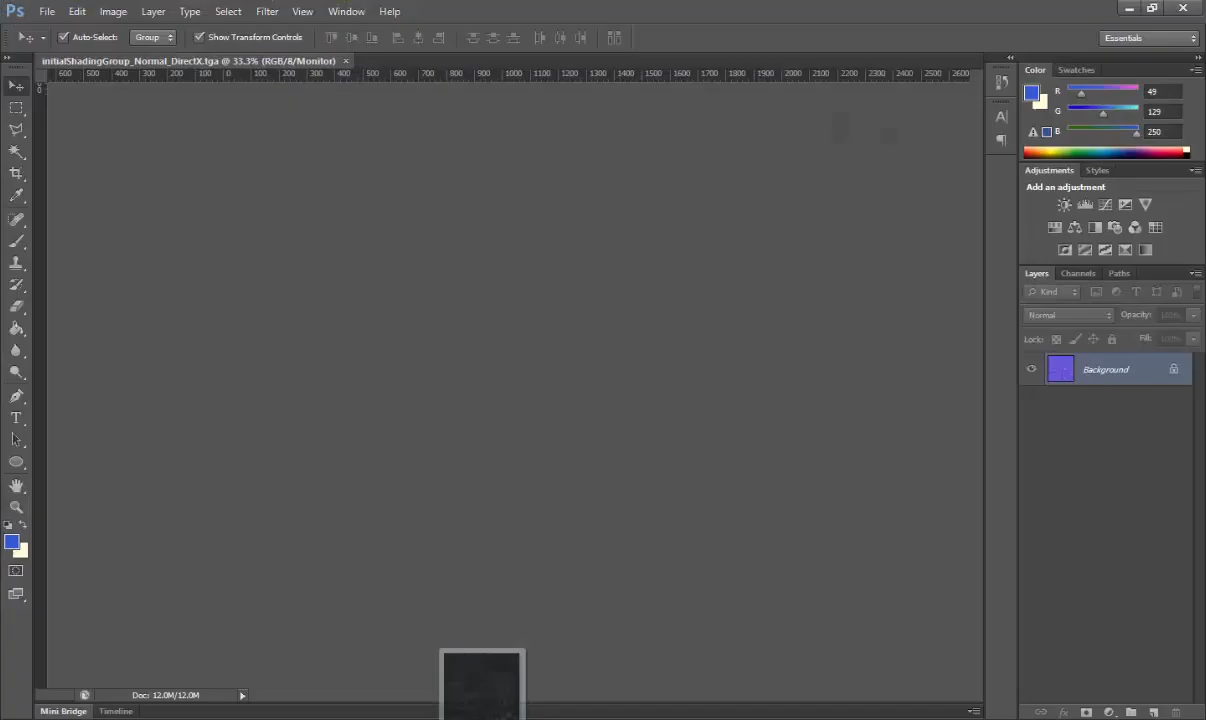 Ps File Edit Image Layer Type Select Filter View Window Help
Auto-Select: Group Show Transform Controls Essentials
initialShadingGroup_Normal_DirectX.tga @ 33.3% (RGB/8/Monitor) ×
600 500 400 300 200 100 0 100 200 300 400 500 600 700 800 900 1000 1100 1200 1300 1400 1500 1600 1700 1800 1900 2000 2100 2200 2300 2400 2500 2600
0
Color Swatches
R 49
G 129
B 250
Adjustments Styles
Add an adjustment
Layers Channels Paths
Kind
Normal Opacity: 100%
Lock: Fill: 100%
Background
Doc: 12.0M/12.0M
Mini Bridge Timeline